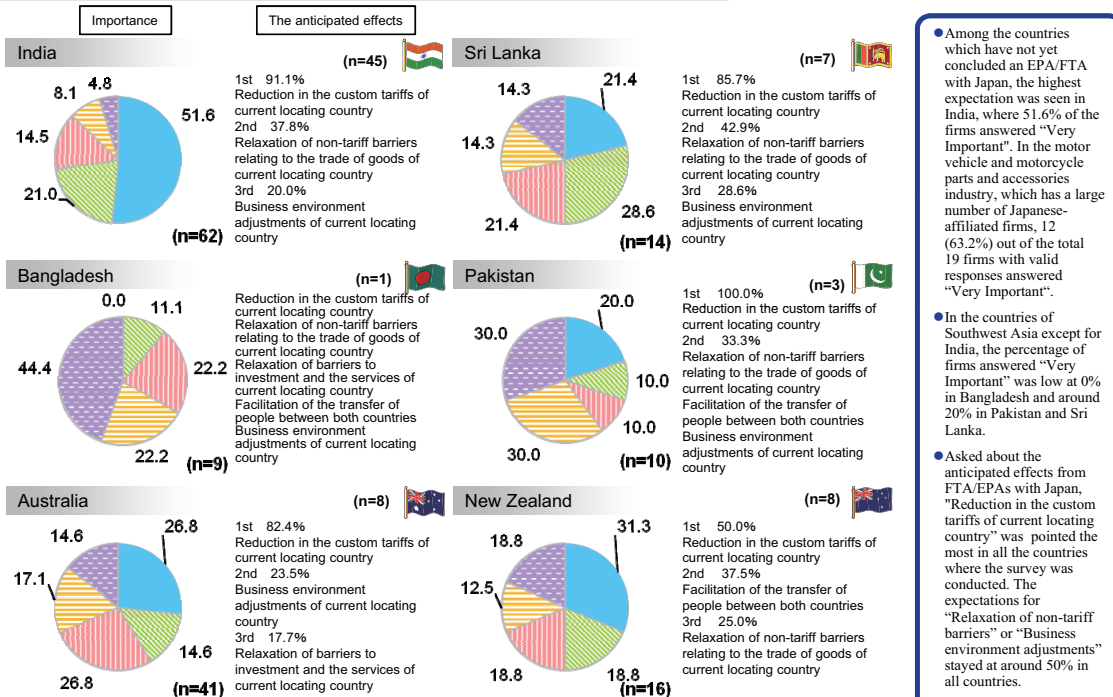 Importance
The anticipated effects
India
(n=45)
4.8
8.1
51.6
14.5
21.0
(n=62)
1st 91.1%
Reduction in the custom tariffs of
current locating country
2nd 37.8%
Relaxation of non-tariff barriers
relating to the trade of goods of
current locating country
3rd 20.0%
Business environment
adjustments of current locating
country
Sri Lanka
(n=7)
14.3
21.4
14.3
21.4
28.6
(n=14)
1st 85.7%
Reduction in the custom tariffs of
current locating country
2nd 42.9%
Relaxation of non-tariff barriers
relating to the trade of goods of
current locating country
3rd 28.6%
Business environment
adjustments of current locating
country
Bangladesh
(n=1)
0.0
11.1
44.4
22.2
22.2
(n=9)
Reduction in the custom tariffs of
current locating country
Relaxation of non-tariff barriers
relating to the trade of goods of
current locating country
Relaxation of barriers to
investment and the services of
current locating country
Facilitation of the transfer of
people between both countries
Business environment
adjustments of current locating
country
Pakistan
(n=3)
20.0
30.0
10.0
10.0
30.0
(n=10)
1st 100.0%
Reduction in the custom tariffs of
current locating country
2nd 33.3%
Relaxation of non-tariff barriers
relating to the trade of goods of
current locating country
Facilitation of the transfer of
people between both countries
Business environment
adjustments of current locating
country
Australia
(n=8)
14.6
26.8
17.1
14.6
26.8
(n=41)
1st 82.4%
Reduction in the custom tariffs of
current locating country
2nd 23.5%
Business environment
adjustments of current locating
country
3rd 17.7%
Relaxation of barriers to
investment and the services of
current locating country
New Zealand
(n=8)
18.8
31.3
12.5
18.8
18.8
(n=16)
1st 50.0%
Reduction in the custom tariffs of
current locating country
2nd 37.5%
Facilitation of the transfer of
people between both countries
3rd 25.0%
Relaxation of non-tariff barriers
relating to the trade of goods of
current locating country
●Among the countries
which have not yet
concluded an EPA/FTA
with Japan, the highest
expectation was seen in
India, where 51.6% of the
firms answered “Very
Important". In the motor
vehicle and motorcycle
parts and accessories
industry, which has a large
number of Japanese-
affiliated firms, 12
(63.2%) out of the total
19 firms with valid
responses answered
“Very Important“.
●In the countries of
Southwest Asia except for
India, the percentage of
firms answered “Very
Important” was low at 0%
in Bangladesh and around
20% in Pakistan and Sri
Lanka.
●Asked about the
anticipated effects from
FTA/EPAs with Japan,
"Reduction in the custom
tariffs of current locating
country” was pointed the
most in all the countries
where the survey was
conducted. The
expectations for
“Relaxation of non-tariff
barriers” or “Business
environment adjustments”
stayed at around 50% in
all countries.